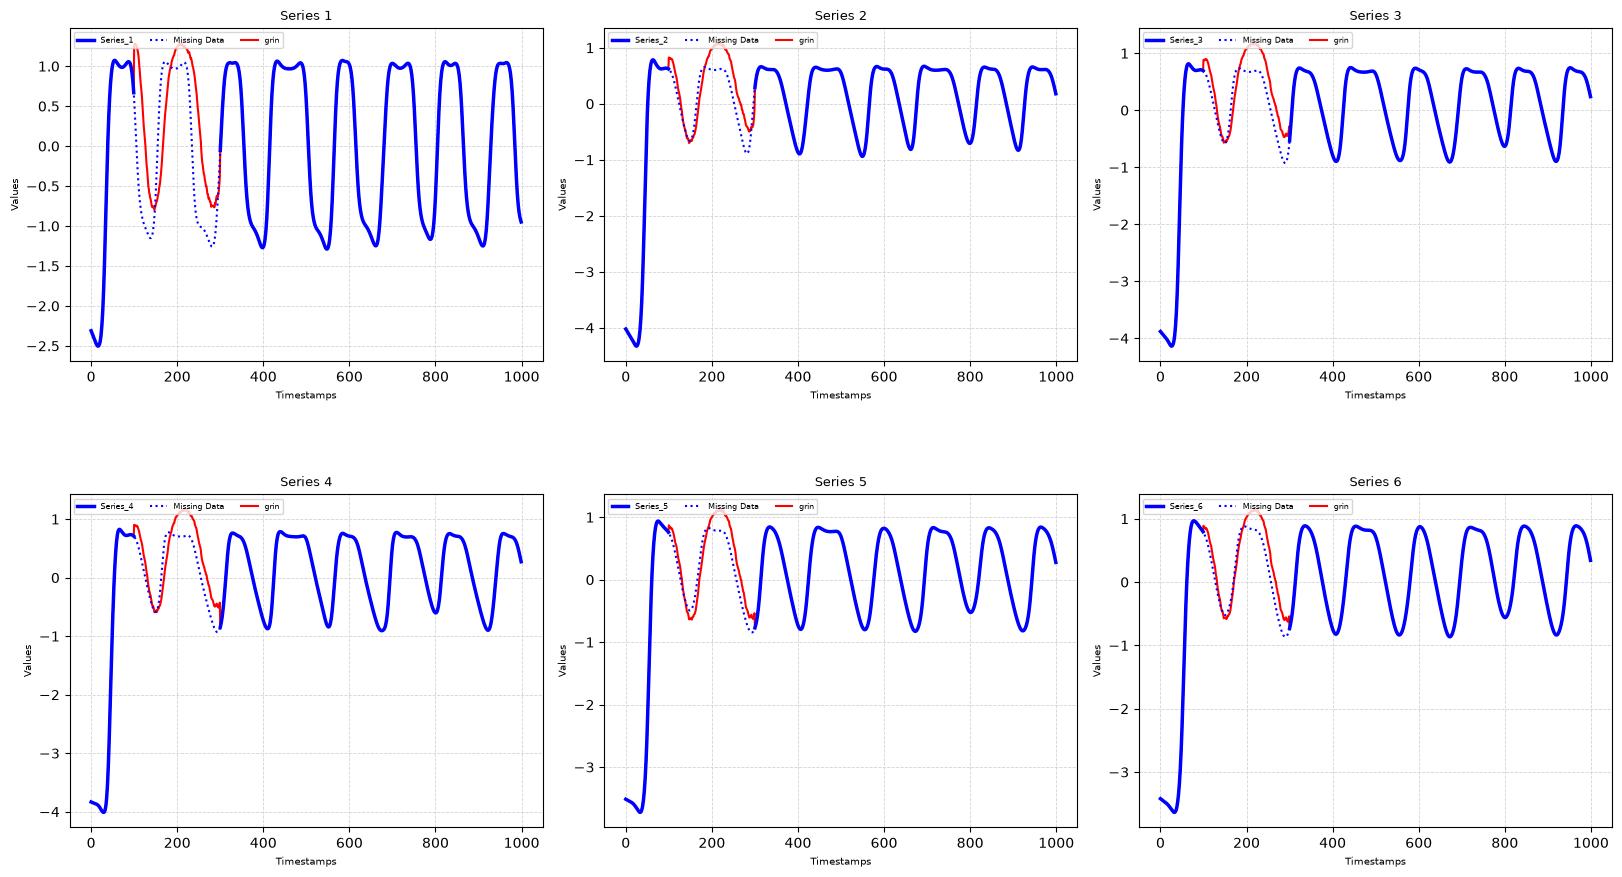 Series 1
Series_1 Missing Data grin
1.0
0.5
0.0
−0.5
−1.0
−1.5
−2.0
−2.5
Values
0 200 400 600 800 1000
Timestamps
Series 2
Series_2 Missing Data grin
1
0
−1
−2
−3
−4
Values
0 200 400 600 800 1000
Timestamps
Series 3
Series_3 Missing Data grin
1
0
−1
−2
−3
−4
Values
0 200 400 600 800 1000
Timestamps
Series 4
Series_4 Missing Data grin
1
0
−1
−2
−3
−4
Values
0 200 400 600 800 1000
Timestamps
Series 5
Series_5 Missing Data grin
1
0
−1
−2
−3
Values
0 200 400 600 800 1000
Timestamps
Series 6
Series_6 Missing Data grin
1
0
−1
−2
−3
Values
0 200 400 600 800 1000
Timestamps